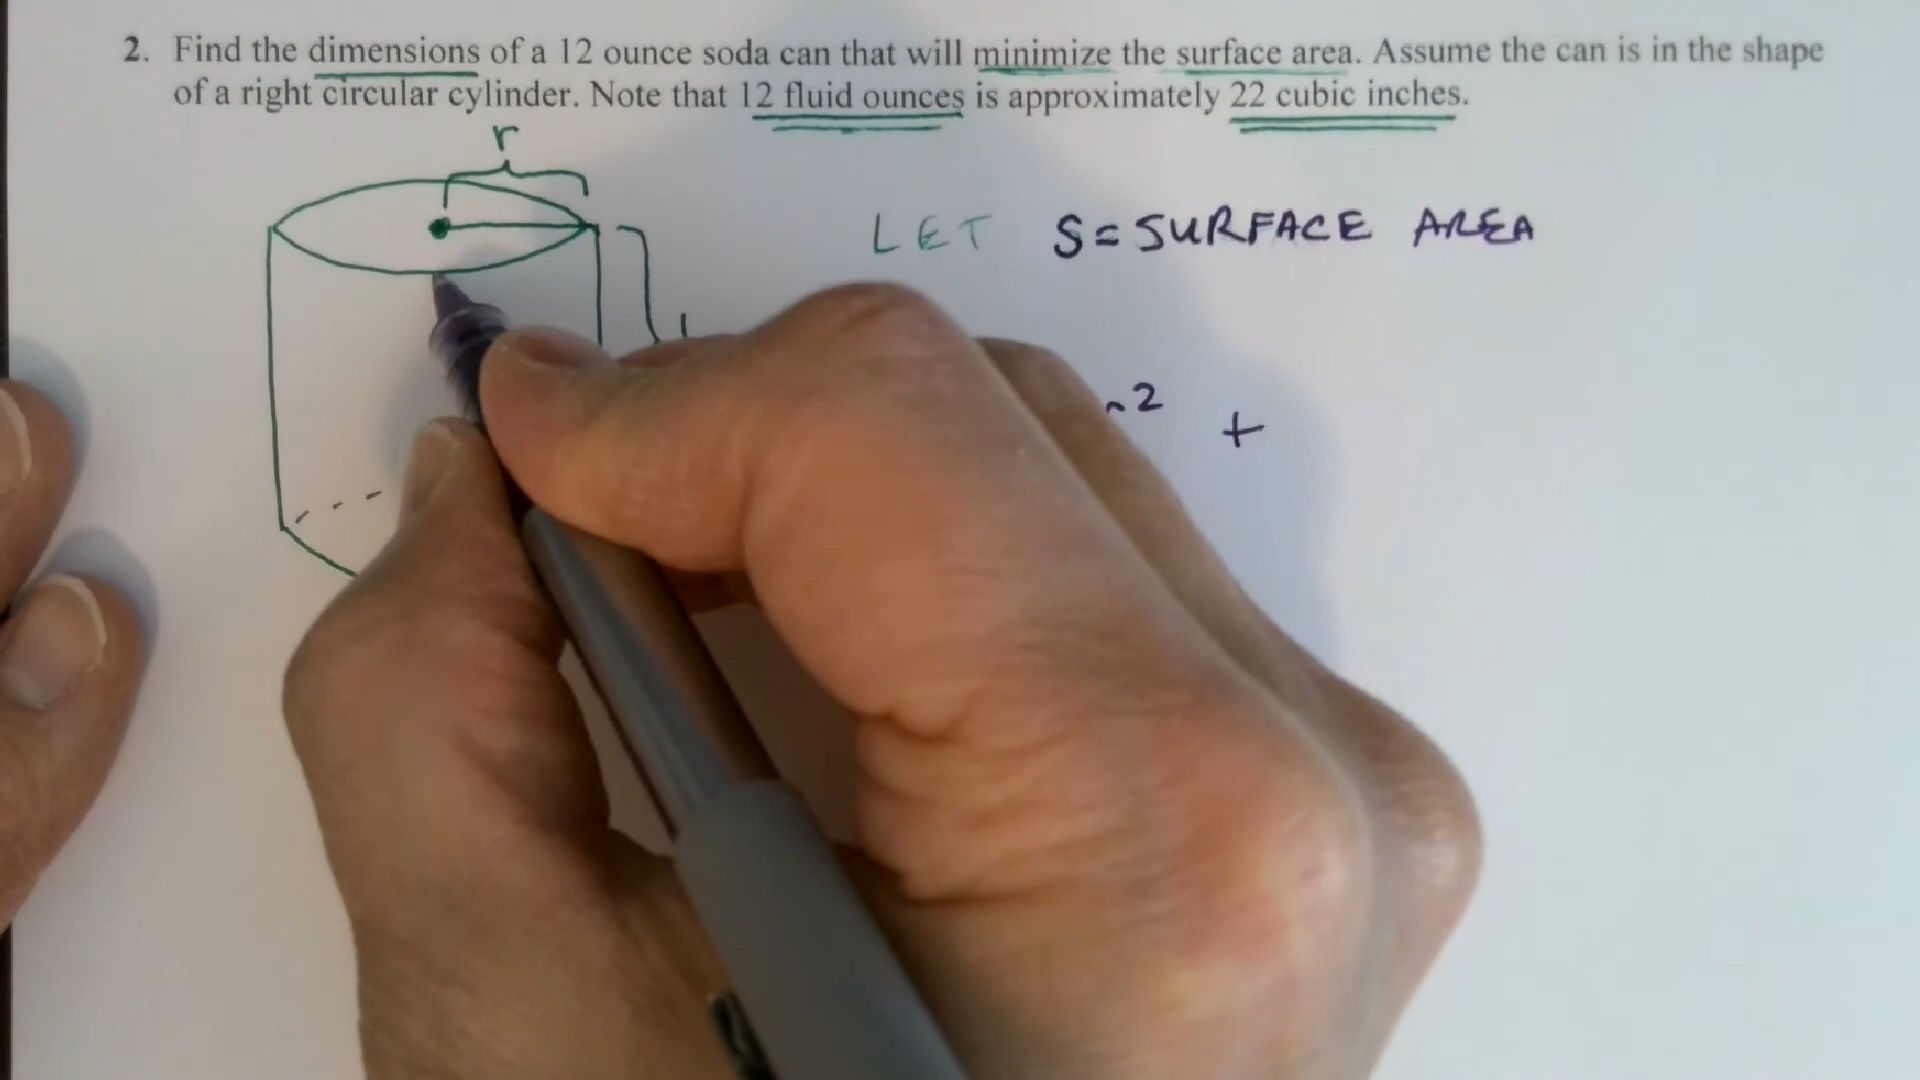 2. Find the dimensions of a 12 ounce soda can that will minimize the surface area. Assume the can is in the shape
of a right circular cylinder. Note that 12 fluid ounces is approximately 22 cubic inches.
r
LET S = SURFACE AREA
2 +